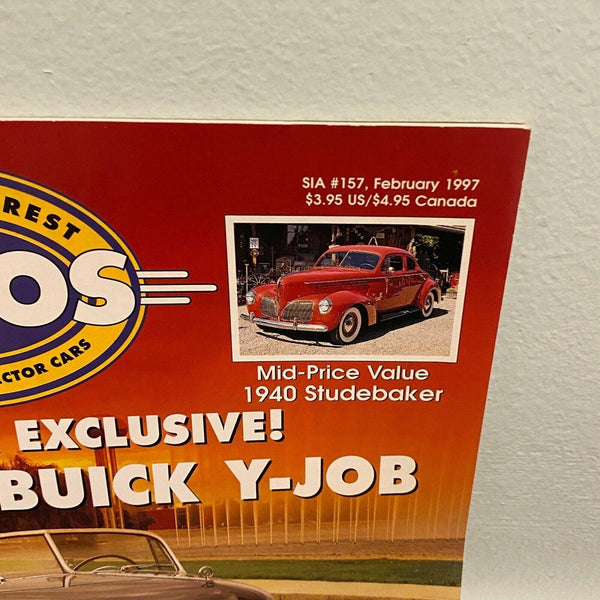 SIA #157, February 1997
$3.95 US/$4.95 Canada
REST
OS
CTOR CARS
Mid-Price Value
1940 Studebaker
EXCLUSIVE!
BUICK Y-JOB